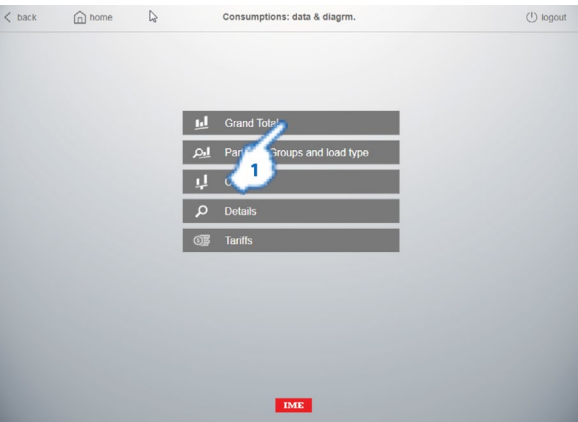 back
home
Consumptions: data & diagrm.
logout
Grand Total
Groups and load type
1
Details
Tariffs
IME